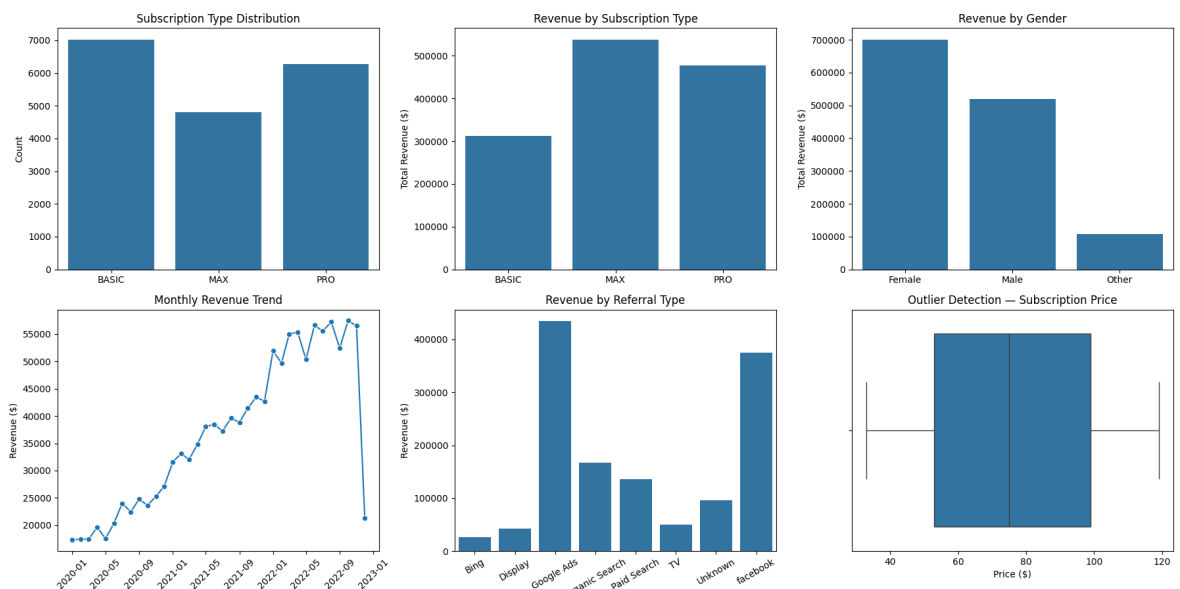 Subscription Type Distribution
Revenue by Subscription Type
Revenue by Gender
Count
7000
6000
5000
4000
3000
2000
1000
0
BASIC
MAX
PRO
Total Revenue ($)
500000
400000
300000
200000
100000
0
BASIC
MAX
PRO
Total Revenue ($)
700000
600000
500000
400000
300000
200000
100000
0
Female
Male
Other
Monthly Revenue Trend
Revenue by Referral Type
Outlier Detection — Subscription Price
Revenue ($)
55000
50000
45000
40000
35000
30000
25000
20000
2020-01
2020-05
2020-09
2021-01
2021-05
2021-09
2022-01
2022-05
2022-09
2023-01
Revenue ($)
400000
300000
200000
100000
0
Bing
Display
Google Ads
anic Search
Paid Search
TV
Unknown
facebook
40
60
80
100
120
Price ($)